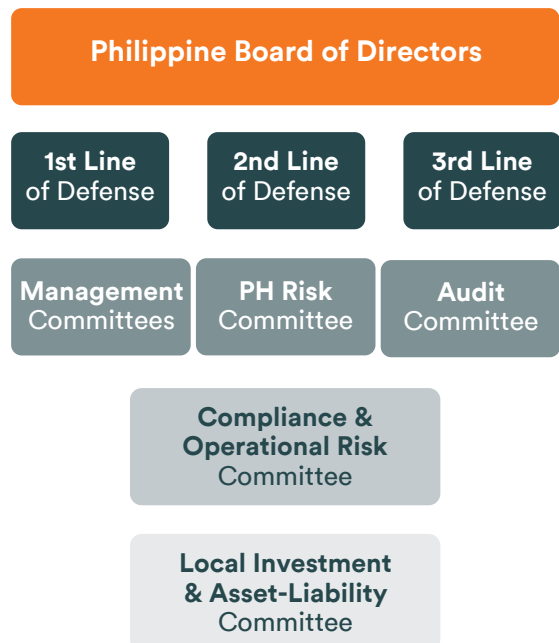 Philippine Board of Directors
1st Line
of Defense
2nd Line
of Defense
3rd Line
of Defense
Management
Committees
PH Risk
Committee
Audit
Committee
Compliance &
Operational Risk
Committee
Local Investment
& Asset-Liability
Committee